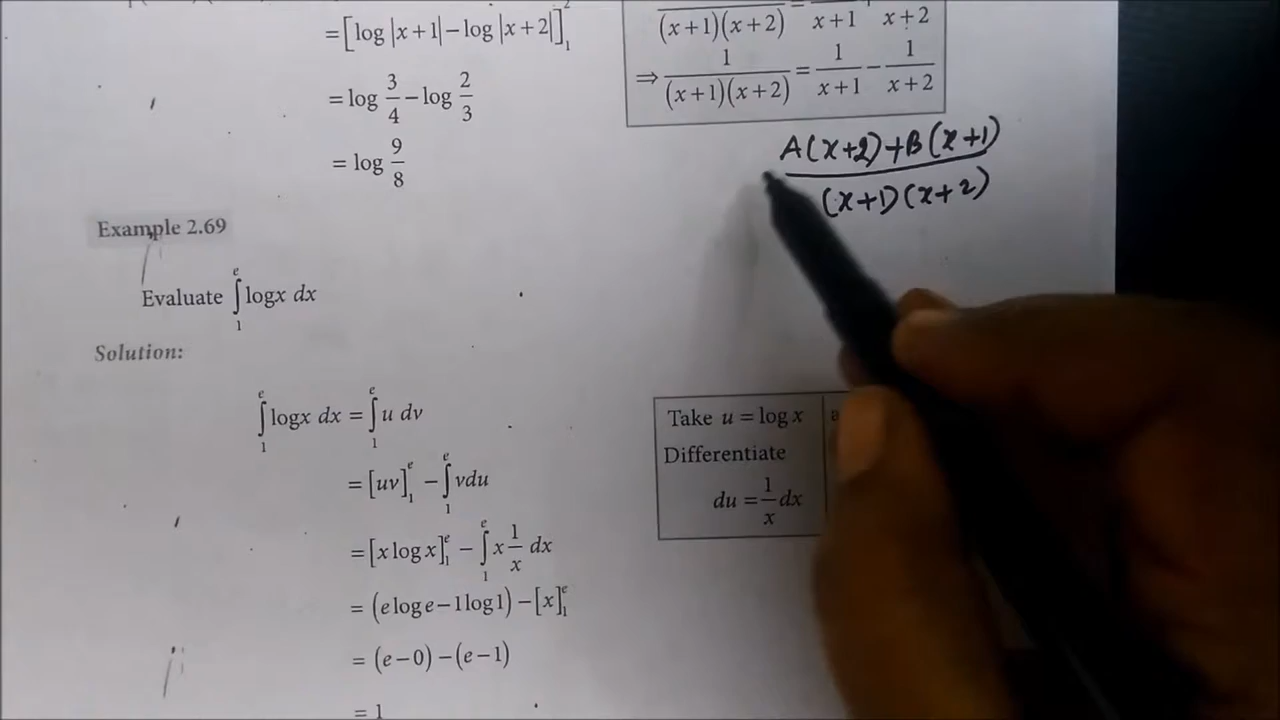 = [log |x+1| − log |x+2|]₁²
= log 3/4 − log 2/3
= log 9/8
(x+1)(x+2) = x+1 x+2
⇒ 1/((x+1)(x+2)) = 1/(x+1) − 1/(x+2)
A(x+2)+B(x+1)
(x+1)(x+2)
Example 2.69
Evaluate ∫₁ᵉ logx dx
Solution:
∫₁ᵉ logx dx = ∫₁ᵉ u dv
= [uv]₁ᵉ − ∫₁ᵉ vdu
= [x log x]₁ᵉ − ∫₁ᵉ x 1/x dx
= (e log e − 1 log 1) − [x]₁ᵉ
= (e−0) − (e−1)
= 1
Take u = log x
Differentiate
du = 1/x dx